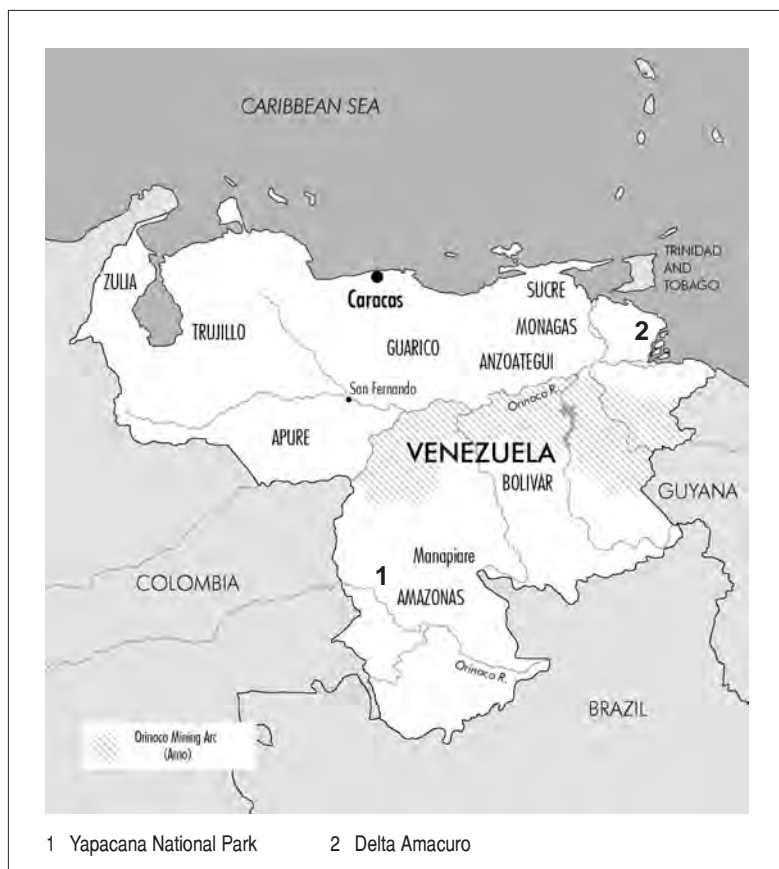 CARIBBEAN SEA
TRINIDAD
AND
TOBAGO
ZULIA
Caracas
SUCRE
TRUJILLO
MONAGAS
2
GUARICO
ANZOATEGUI
San Fernando
Orinoco R.
APURE
VENEZUELA
BOLIVAR
GUYANA
Manapiare
1
COLOMBIA
AMAZONAS
Orinoco R.
BRAZIL
Orinoco Mining Arc
(Amo)
1 Yapacana National Park
2 Delta Amacuro